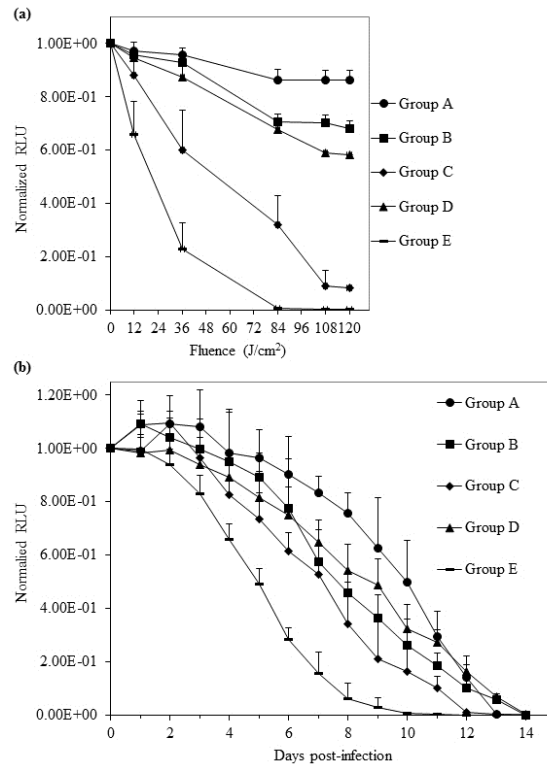 (a)
1.00E+00
8.00E-01
6.00E-01
4.00E-01
2.00E-01
0.00E+00
Normalized RLU
0 12 24 36 48 60 72 84 96 108 120
Fluence (J/cm2)
Group A
Group B
Group C
Group D
Group E
(b)
1.20E+00
1.00E+00
8.00E-01
6.00E-01
4.00E-01
2.00E-01
0.00E+00
Normalied RLU
0 2 4 6 8 10 12 14
Days post-infection
Group A
Group B
Group C
Group D
Group E